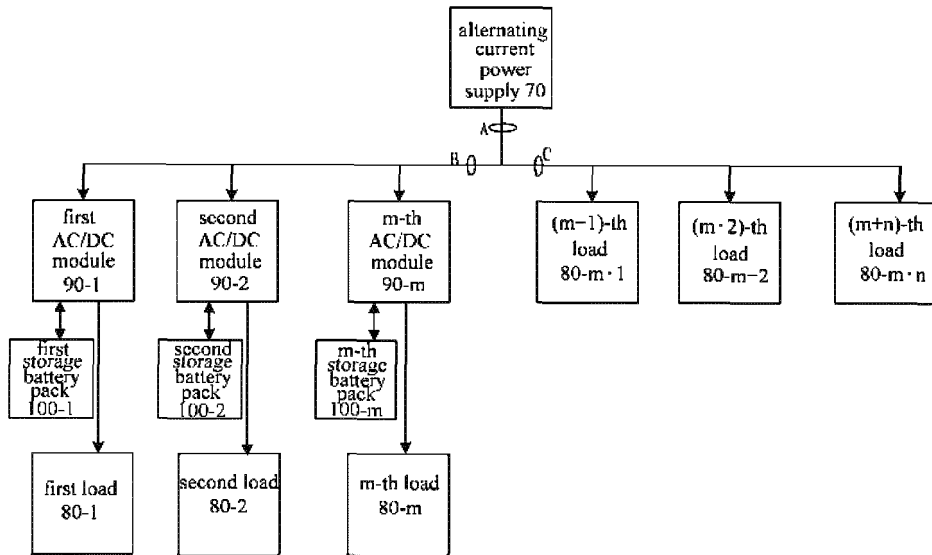 alternating
current
power
supply 70
A
B
C
first
AC/DC
module
90-1
second
AC/DC
module
90-2
m-th
AC/DC
module
90-m
(m−1)-th
load
80-m·1
(m·2)-th
load
80-m−2
(m+n)-th
load
80-m·n
first
storage
battery
pack
100-1
second
storage
battery
pack
100-2
m-th
storage
battery
pack
100-m
first load
80-1
second load
80-2
m-th load
80-m